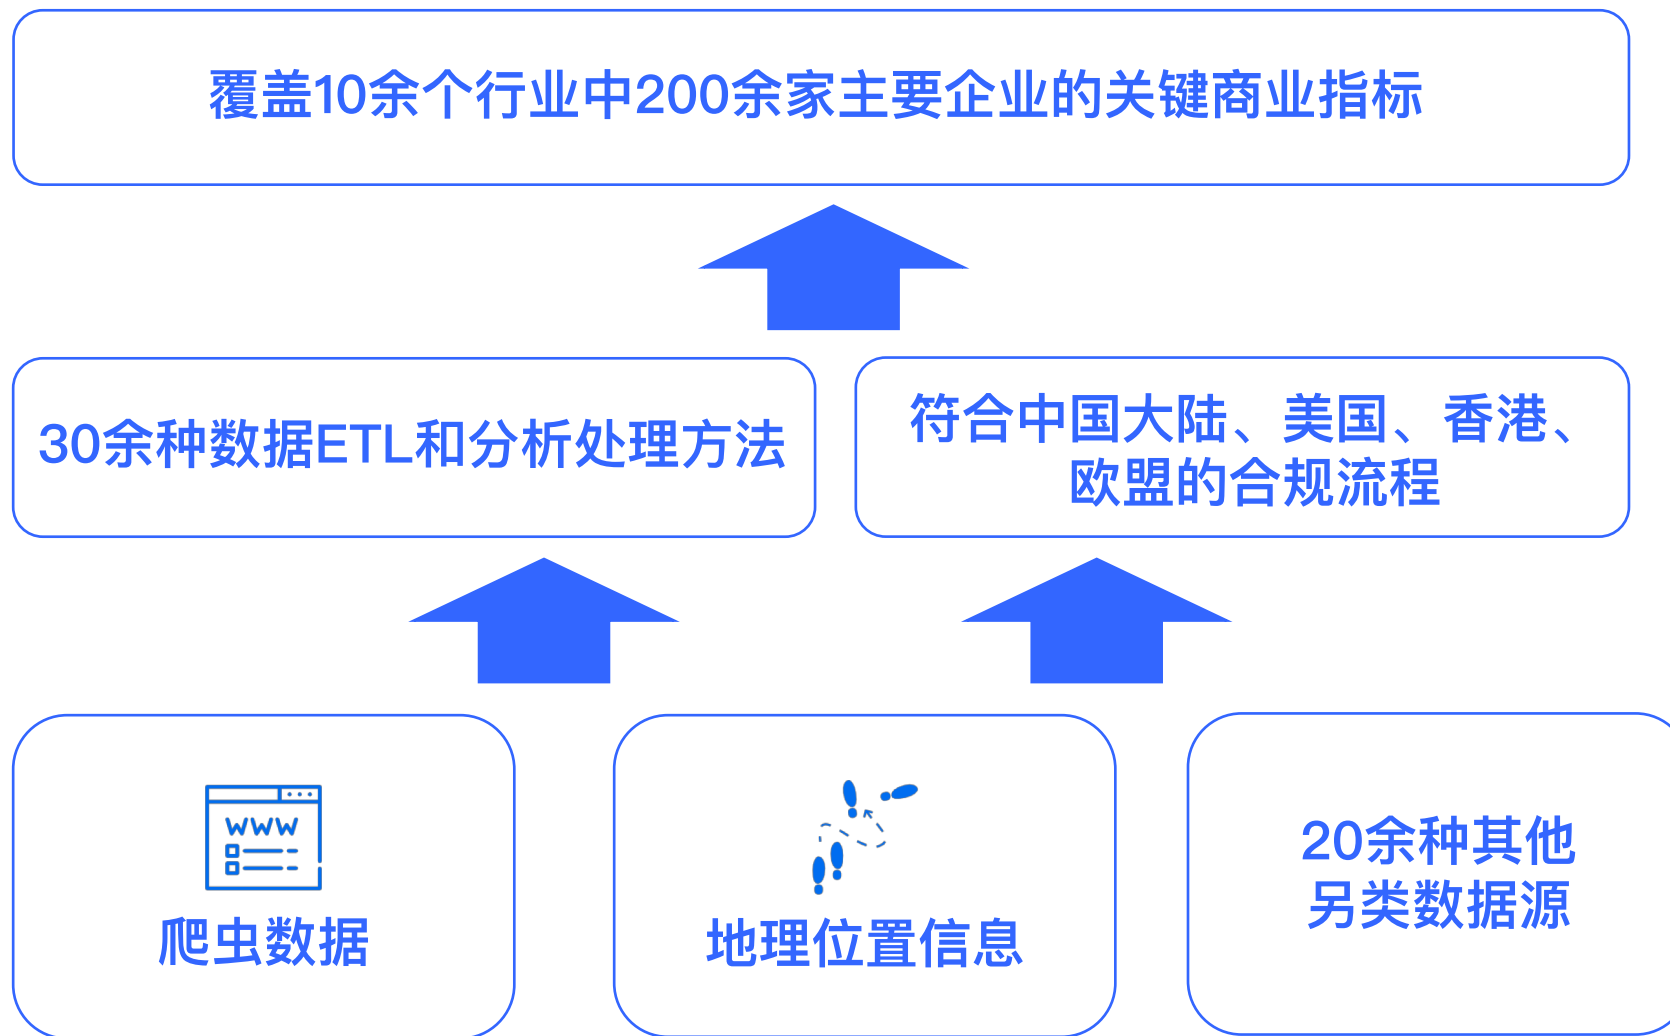 覆盖10余个行业中200余家主要企业的关键商业指标
30余种数据ETL和分析处理方法
符合中国大陆、美国、香港、
欧盟的合规流程
WWW
爬虫数据
地理位置信息
20余种其他
另类数据源